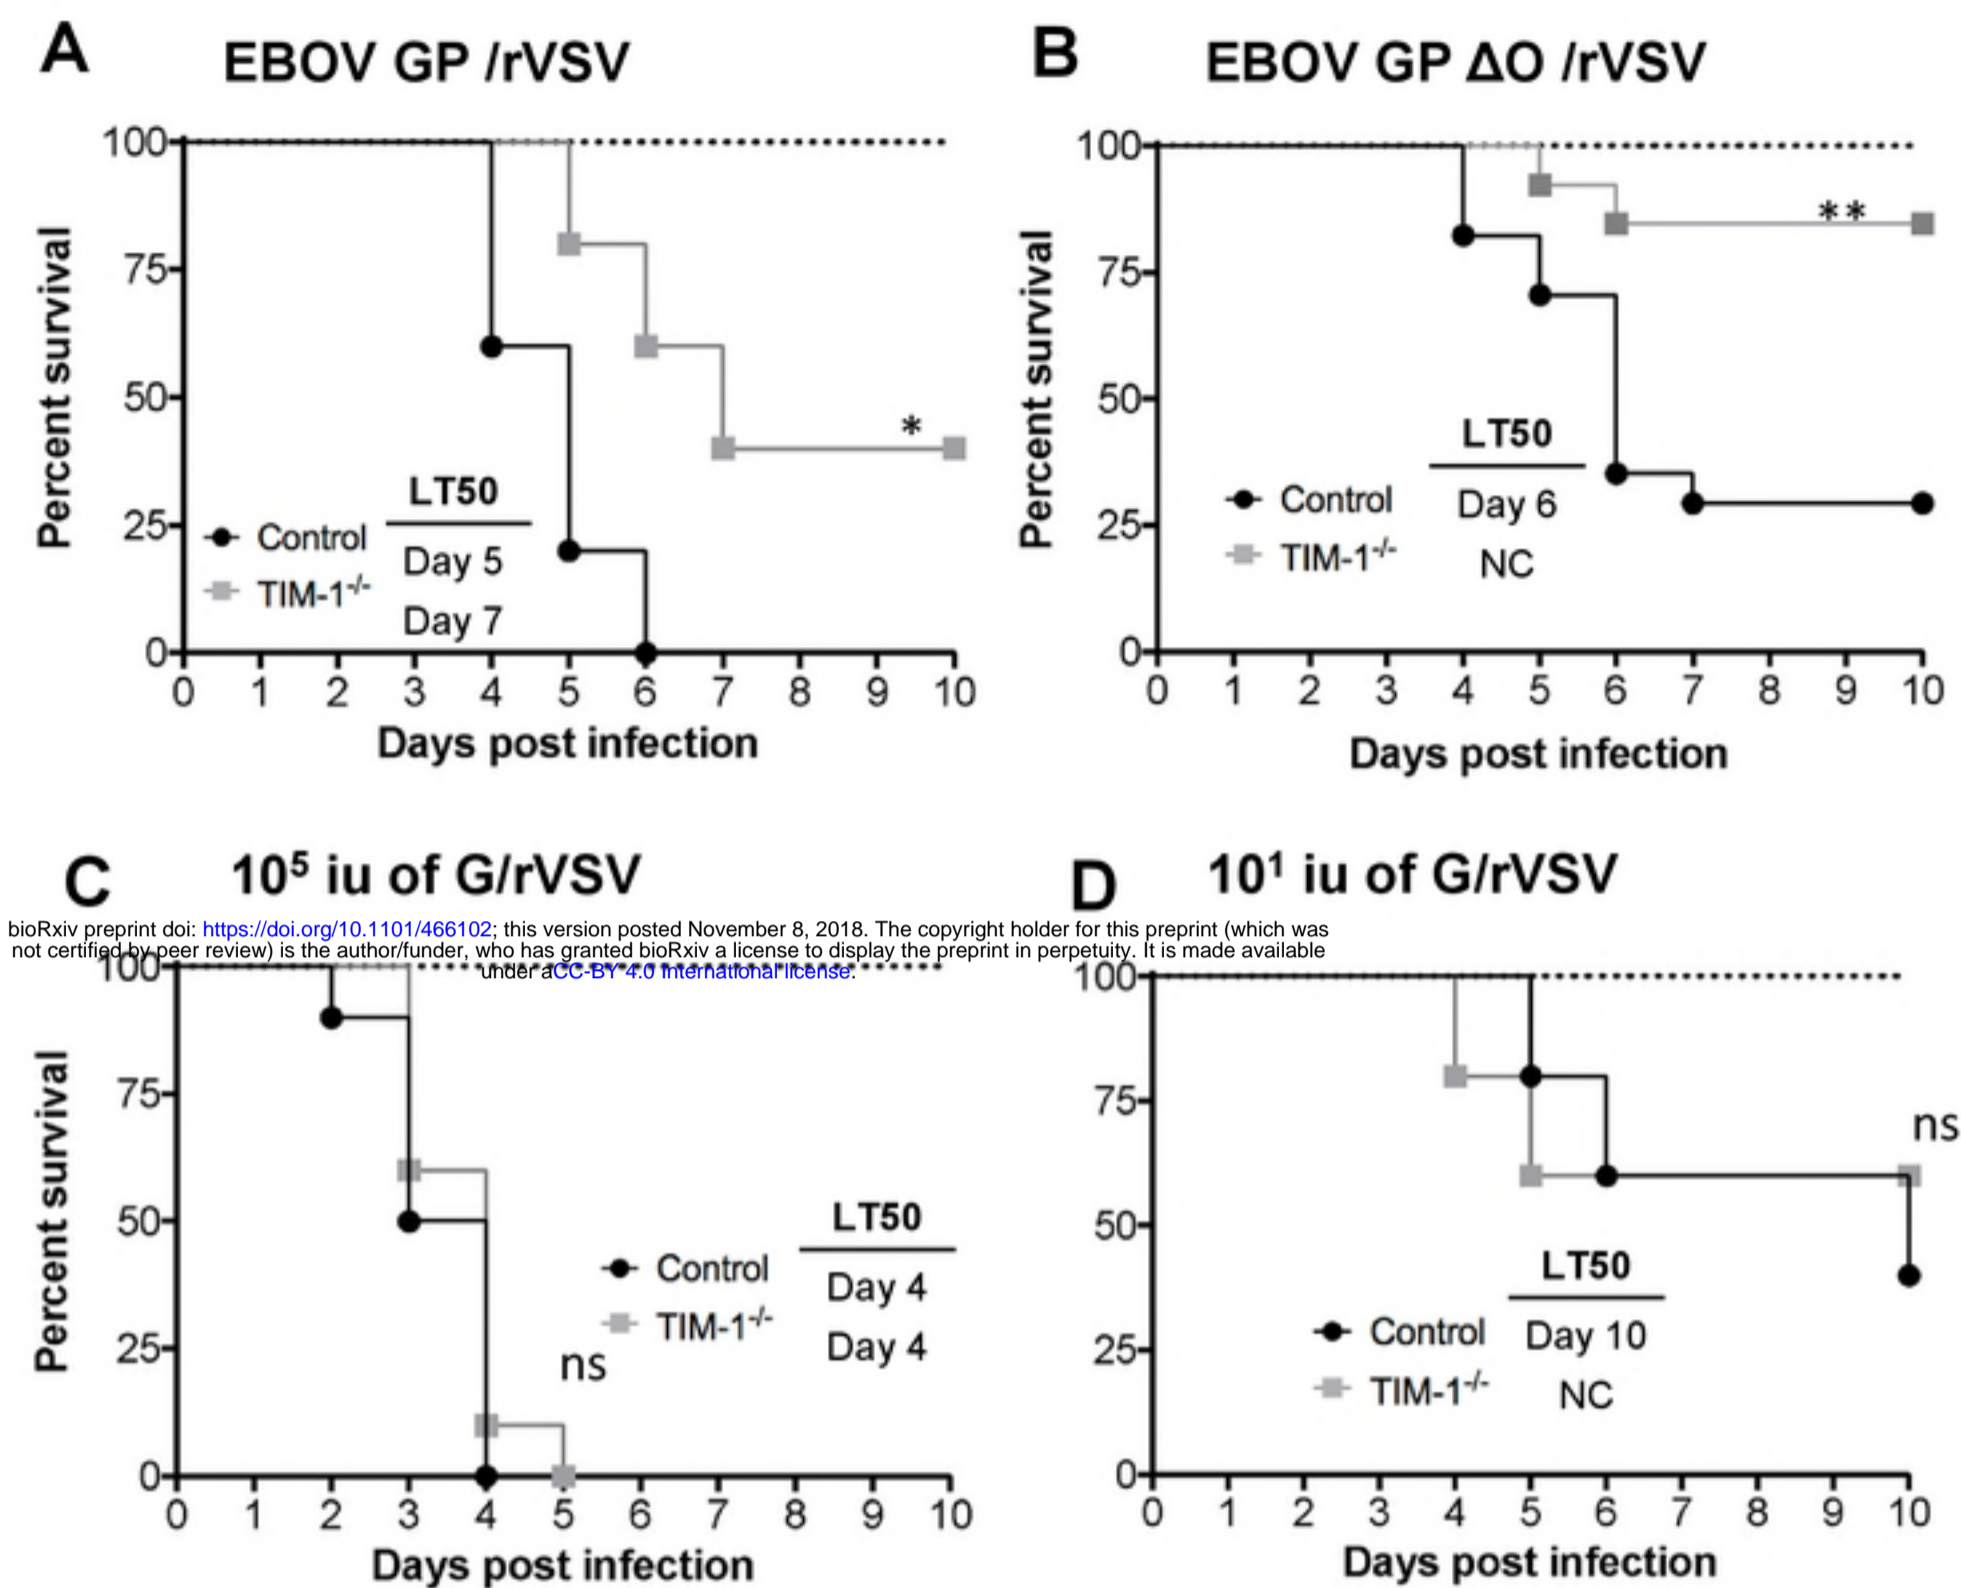 A
EBOV GP /rVSV
100
75
50
25
0
Percent survival
LT50
Control
Day 5
TIM-1-/-
Day 7
*
0 1 2 3 4 5 6 7 8 9 10
Days post infection
B
EBOV GP ΔO /rVSV
100
75
50
25
0
Percent survival
**
LT50
Control
Day 6
TIM-1-/-
NC
0 1 2 3 4 5 6 7 8 9 10
Days post infection
C
10⁵ iu of G/rVSV
D
10¹ iu of G/rVSV
bioRxiv preprint doi: https://doi.org/10.1101/466102; this version posted November 8, 2018. The copyright holder for this preprint (which was
not certified by peer review) is the author/funder, who has granted bioRxiv a license to display the preprint in perpetuity. It is made available
under aCC-BY 4.0 International license.
100
75
50
25
0
Percent survival
LT50
Control
Day 4
TIM-1-/-
Day 4
ns
0 1 2 3 4 5 6 7 8 9 10
Days post infection
100
75
50
25
0
Percent survival
ns
LT50
Control
Day 10
TIM-1-/-
NC
0 1 2 3 4 5 6 7 8 9 10
Days post infection